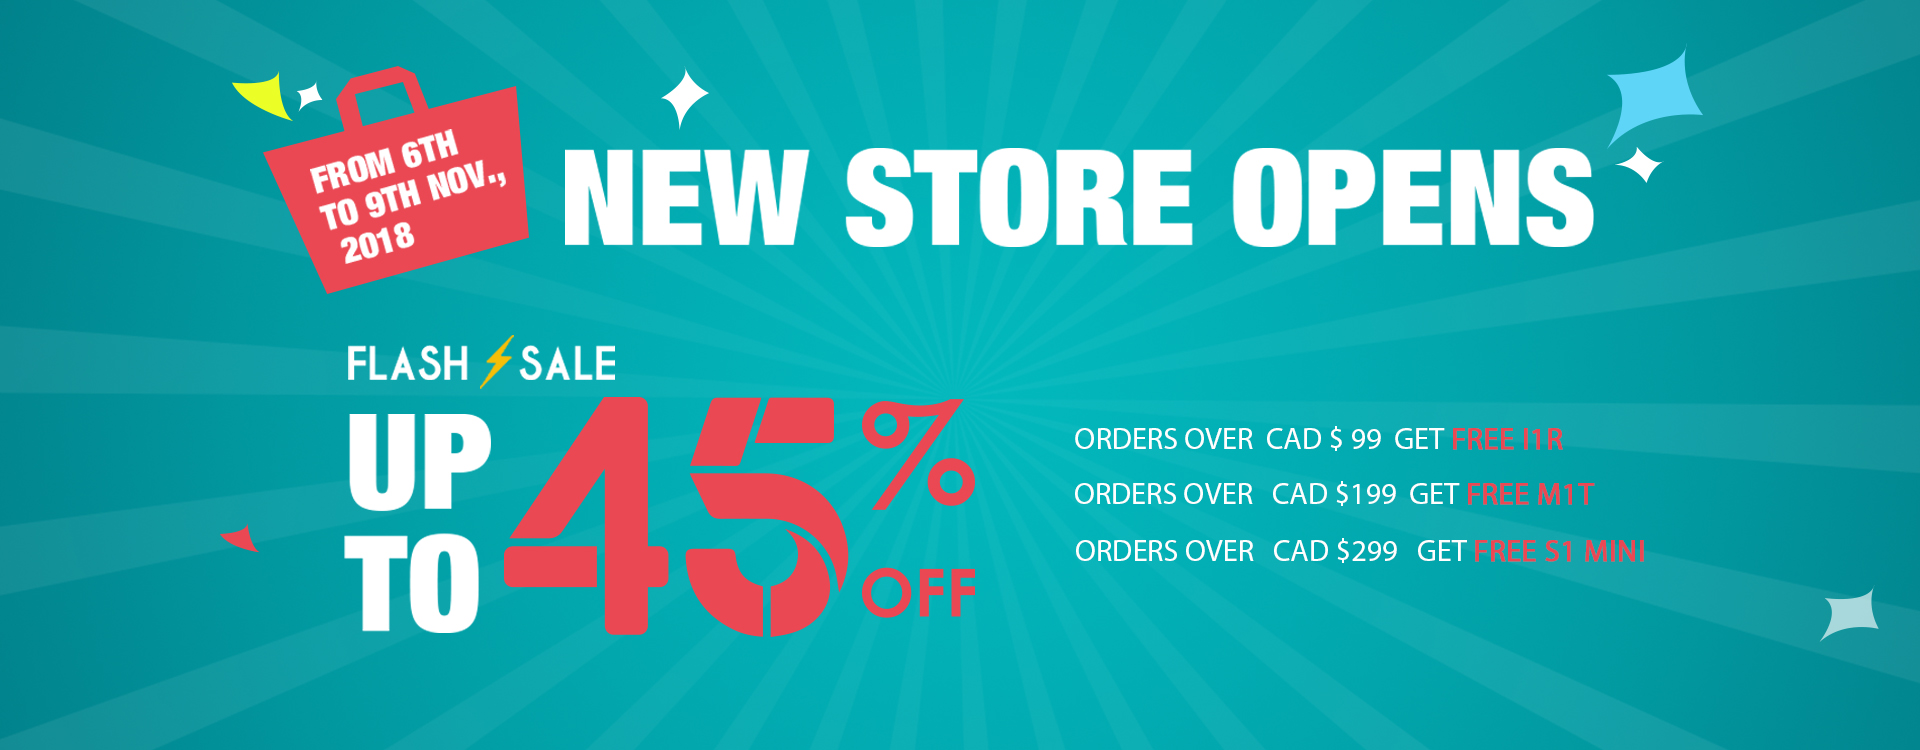 FROM 6TH
TO 9TH NOV.,
2018
NEW STORE OPENS
FLASH SALE
UP
TO
45%
OFF
ORDERS OVER CAD $ 99 GET FREE I1R
ORDERS OVER CAD $199 GET FREE M1T
ORDERS OVER CAD $299 GET FREE S1 MINI